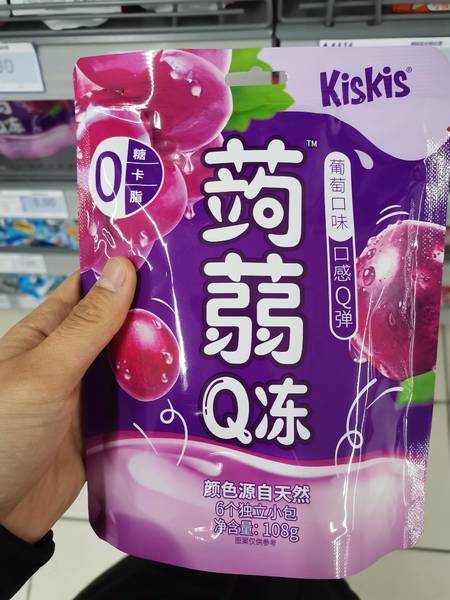 Kiskis®
0
糖
卡
脂
蒟蒻
Q冻
™
葡萄口味 口感Q弹
颜色源自天然
6个独立小包
净含量: 108g
图案仅供参考